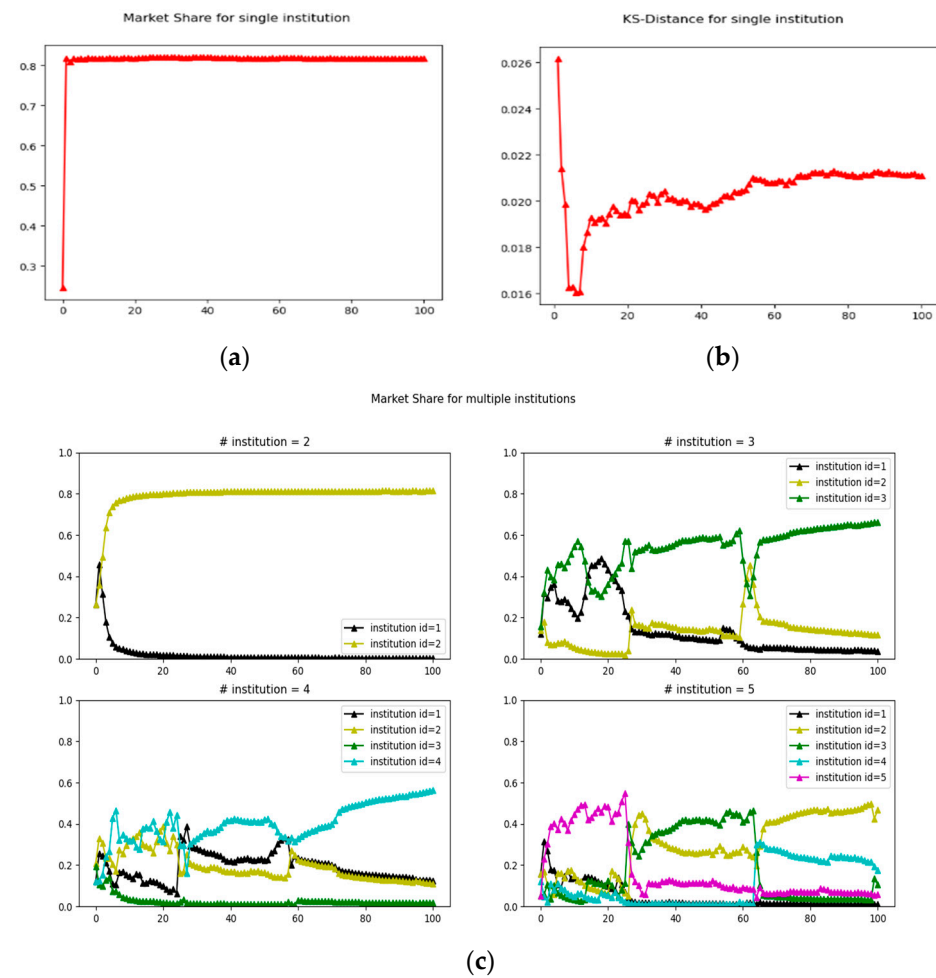 Market Share for single institution
0.8
0.7
0.6
0.5
0.4
0.3
0 20 40 60 80 100
(a)
KS-Distance for single institution
0.026
0.024
0.022
0.020
0.018
0.016
0 20 40 60 80 100
(b)
Market Share for multiple institutions
# institution = 2
1.0
0.8
0.6
0.4
0.2
0.0
0 20 40 60 80 100
institution id=1
institution id=2
# institution = 3
1.0
0.8
0.6
0.4
0.2
0.0
0 20 40 60 80 100
institution id=1
institution id=2
institution id=3
# institution = 4
1.0
0.8
0.6
0.4
0.2
0.0
0 20 40 60 80 100
institution id=1
institution id=2
institution id=3
institution id=4
# institution = 5
1.0
0.8
0.6
0.4
0.2
0.0
0 20 40 60 80 100
institution id=1
institution id=2
institution id=3
institution id=4
institution id=5
(c)